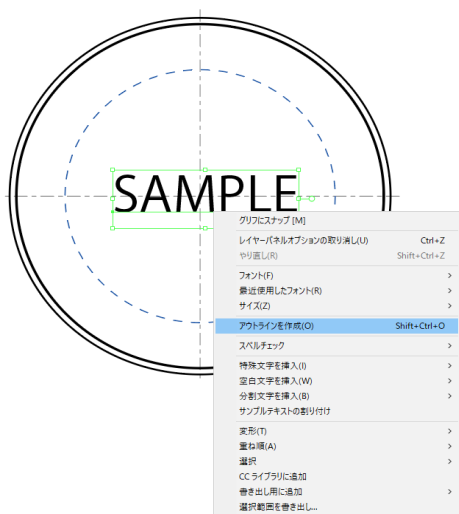 SAMPLE
グリフにスナップ [M]
レイヤーパネルオプションの取り消し(U) Ctrl+Z
やり直し(R) Shift+Ctrl+Z
フォント(F)
最近使用したフォント(R)
サイズ(Z)
アウトラインを作成(O) Shift+Ctrl+O
スペルチェック
特殊文字を挿入(I)
空白文字を挿入(W)
分割文字を挿入(B)
サンプルテキストの割り付け
変形(T)
重ね順(A)
選択
CC ライブラリに追加
書き出し用に追加
選択範囲を書き出し...